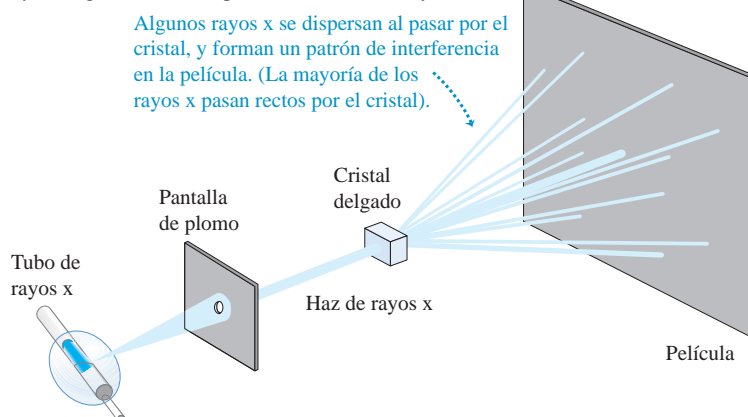 Algunos rayos x se dispersan al pasar por el
cristal, y forman un patrón de interferencia
en la película. (La mayoría de los
rayos x pasan rectos por el cristal).
Cristal
delgado
Pantalla
de plomo
Tubo de
rayos x
Haz de rayos x
Película